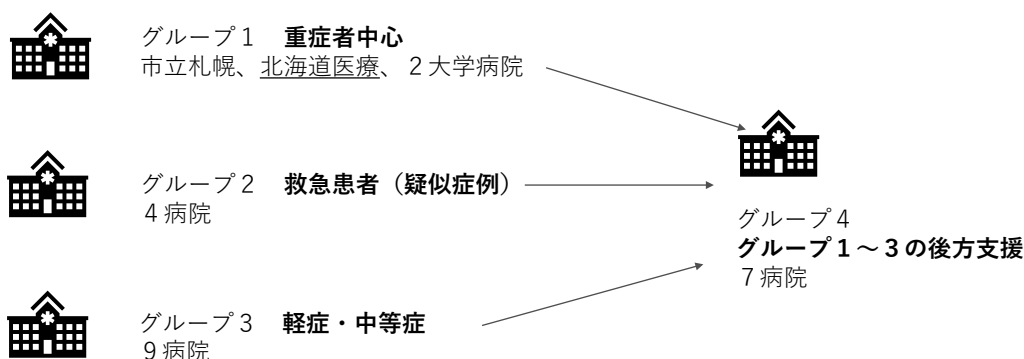 グループ１　重症者中心
市立札幌、北海道医療、２大学病院
グループ２　救急患者（疑似症例）
４病院
グループ４
グループ１～３の後方支援
７病院
グループ３　軽症・中等症
９病院